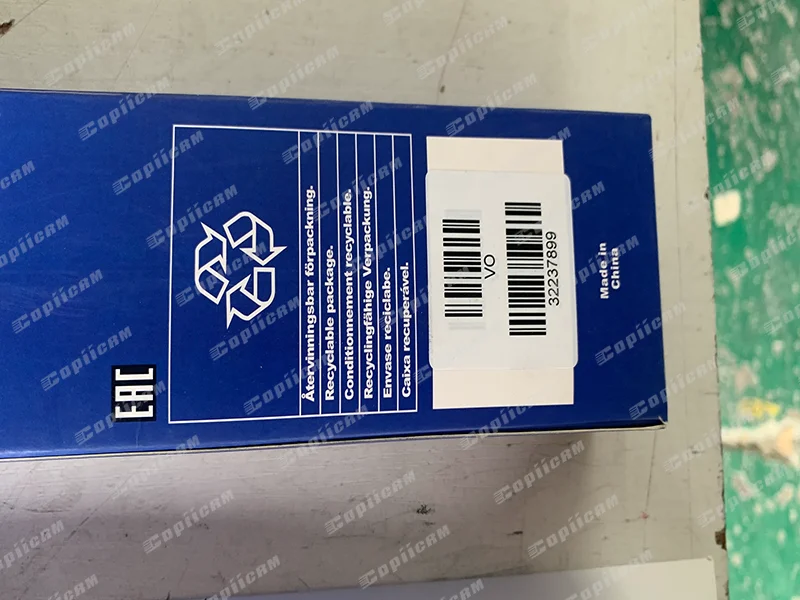 Återvinningsbar förpackning.
Recyclable package.
Conditionnement recyclable.
Recyclingfähige Verpackung.
Envase reciclabe.
Caixa recuperável.
EAC
VO
32237899
Made in
China
Copiicam